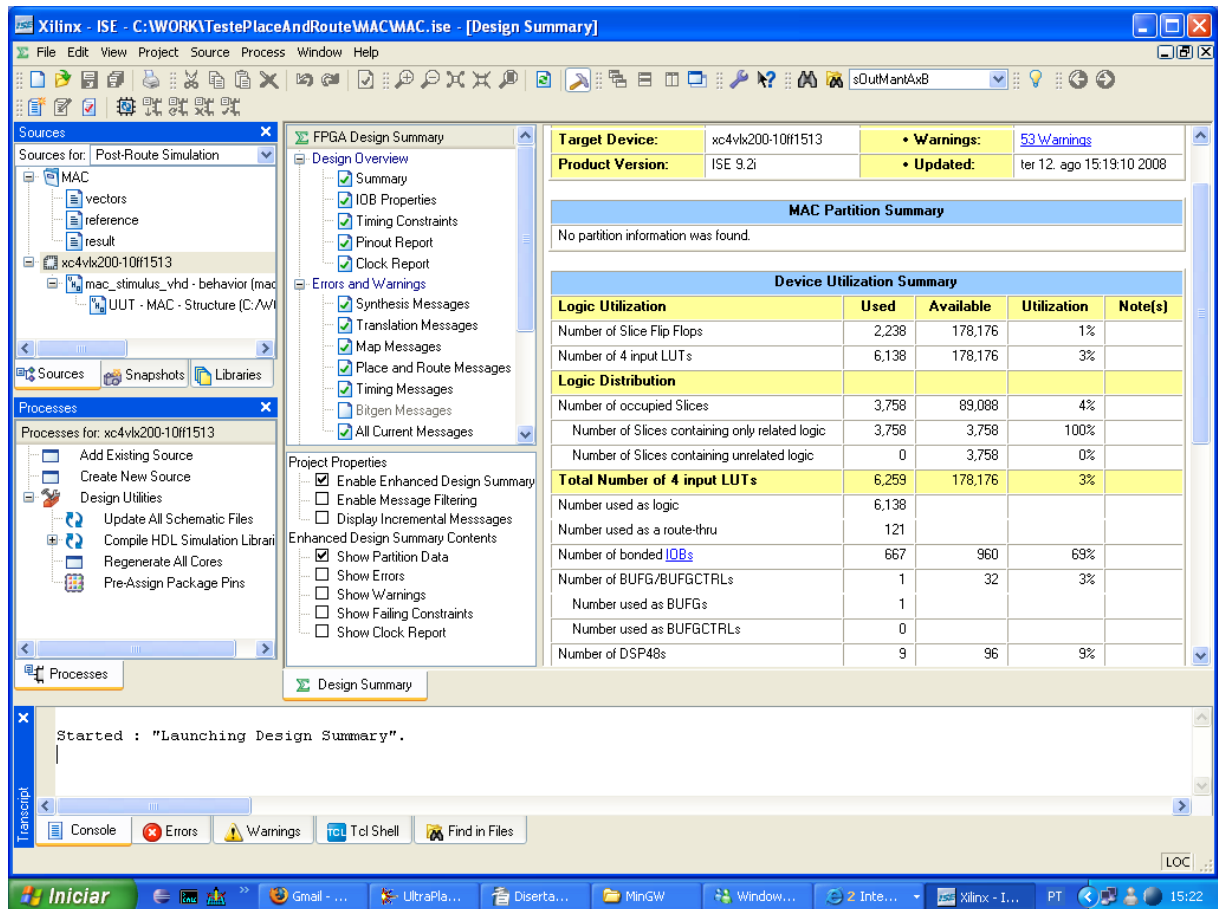 Xilinx - ISE - C:\WORK\TestePlaceAndRoute\MAC\MAC.ise - [Design Summary]
File Edit View Project Source Process Window Help
sOutMantAxB
Sources
Sources for: Post-Route Simulation
MAC
vectors
reference
result
xc4vlx200-10ff1513
mac_stimulus_vhd - behavior (mac
UUT - MAC - Structure (C:/W
Sources Snapshots Libraries
Processes
Processes for: xc4vlx200-10ff1513
Add Existing Source
Create New Source
Design Utilities
Update All Schematic Files
Compile HDL Simulation Librari
Regenerate All Cores
Pre-Assign Package Pins
Processes
FPGA Design Summary
Design Overview
Summary
IOB Properties
Timing Constraints
Pinout Report
Clock Report
Errors and Warnings
Synthesis Messages
Translation Messages
Map Messages
Place and Route Messages
Timing Messages
Bitgen Messages
All Current Messages
Project Properties
Enable Enhanced Design Summary
Enable Message Filtering
Display Incremental Messsages
Enhanced Design Summary Contents
Show Partition Data
Show Errors
Show Warnings
Show Failing Constraints
Show Clock Report
Design Summary
Target Device: xc4vlx200-10ff1513 • Warnings: 53 Warnings
Product Version: ISE 9.2i • Updated: ter 12. ago 15:19:10 2008
MAC Partition Summary
No partition information was found.
Device Utilization Summary
Logic Utilization Used Available Utilization Note(s)
Number of Slice Flip Flops 2,238 178,176 1%
Number of 4 input LUTs 6,138 178,176 3%
Logic Distribution
Number of occupied Slices 3,758 89,088 4%
Number of Slices containing only related logic 3,758 3,758 100%
Number of Slices containing unrelated logic 0 3,758 0%
Total Number of 4 input LUTs 6,259 178,176 3%
Number used as logic 6,138
Number used as a route-thru 121
Number of bonded IOBs 667 960 69%
Number of BUFG/BUFGCTRLs 1 32 3%
Number used as BUFGs 1
Number used as BUFGCTRLs 0
Number of DSP48s 9 96 9%
Transcript
Started : "Launching Design Summary".
Console Errors Warnings TCL Tcl Shell Find in Files
LOC
Iniciar Gmail - ... UltraPla... Diserta... MinGW Window... 2 Inte... Xilinx - I... PT 15:22